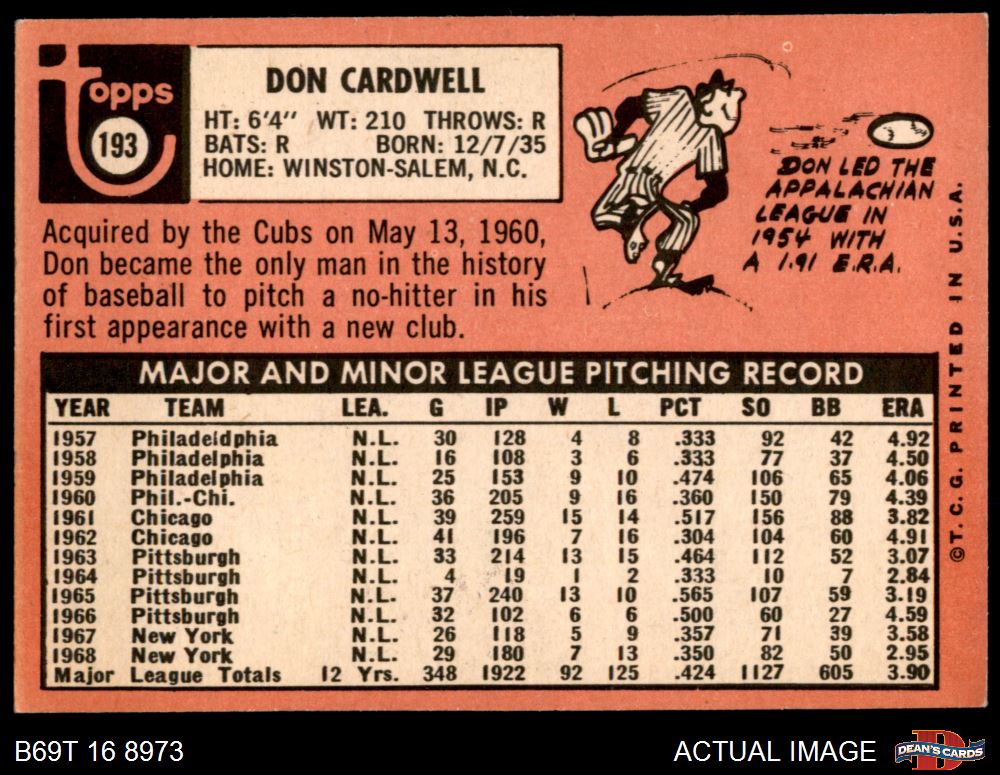 Topps
193
DON CARDWELL
HT: 6'4" WT: 210 THROWS: R
BATS: R BORN: 12/7/35
HOME: WINSTON-SALEM, N.C.
Acquired by the Cubs on May 13, 1960,
Don became the only man in the history
of baseball to pitch a no-hitter in his
first appearance with a new club.
DON LED THE
APPALACHIAN
LEAGUE IN
1954 WITH
A 1.91 E.R.A.
MAJOR AND MINOR LEAGUE PITCHING RECORD
YEAR TEAM LEA. G IP W L PCT SO BB ERA
1957 Philadeldphia N.L. 30 128 4 8 .333 92 42 4.92
1958 Philadelphia N.L. 16 108 3 6 .333 77 37 4.50
1959 Philadelphia N.L. 25 153 9 10 .474 106 65 4.06
1960 Phil.-Chi. N.L. 36 205 9 16 .360 150 79 4.39
1961 Chicago N.L. 39 259 15 14 .517 156 88 3.82
1962 Chicago N.L. 41 196 7 16 .304 104 60 4.91
1963 Pittsburgh N.L. 33 214 13 15 .464 112 52 3.07
1964 Pittsburgh N.L. 4 19 1 2 .333 10 7 2.84
1965 Pittsburgh N.L. 37 240 13 10 .565 107 59 3.19
1966 Pittsburgh N.L. 32 102 6 6 .500 60 27 4.59
1967 New York N.L. 26 118 5 9 .357 71 39 3.58
1968 New York N.L. 29 180 7 13 .350 82 50 2.95
Major League Totals 12 Yrs. 348 1922 92 125 .424 1127 605 3.90
©T. C. G. PRINTED IN U.S.A.
B69T 16 8973
ACTUAL IMAGE
D
DEAN'S CARDS